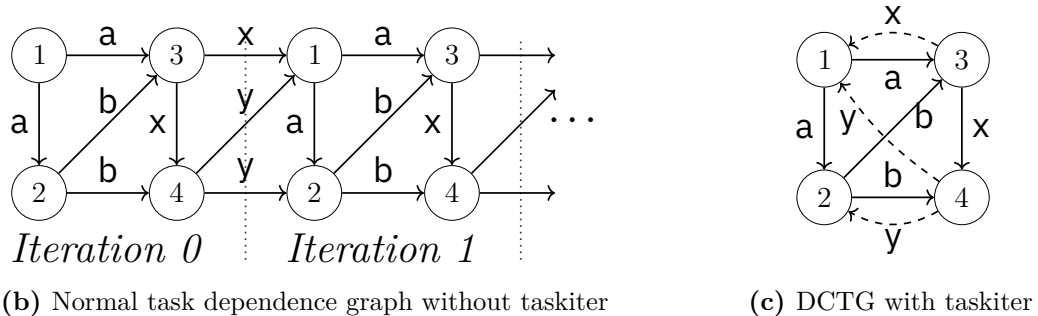 1 a 3 x 1 a 3
a b x y a b x
2 b 4 y 2 b 4 ...
Iteration 0 Iteration 1
(b) Normal task dependence graph without taskiter
x
1 a 3
a y b x
2 b 4
y
(c) DCTG with taskiter